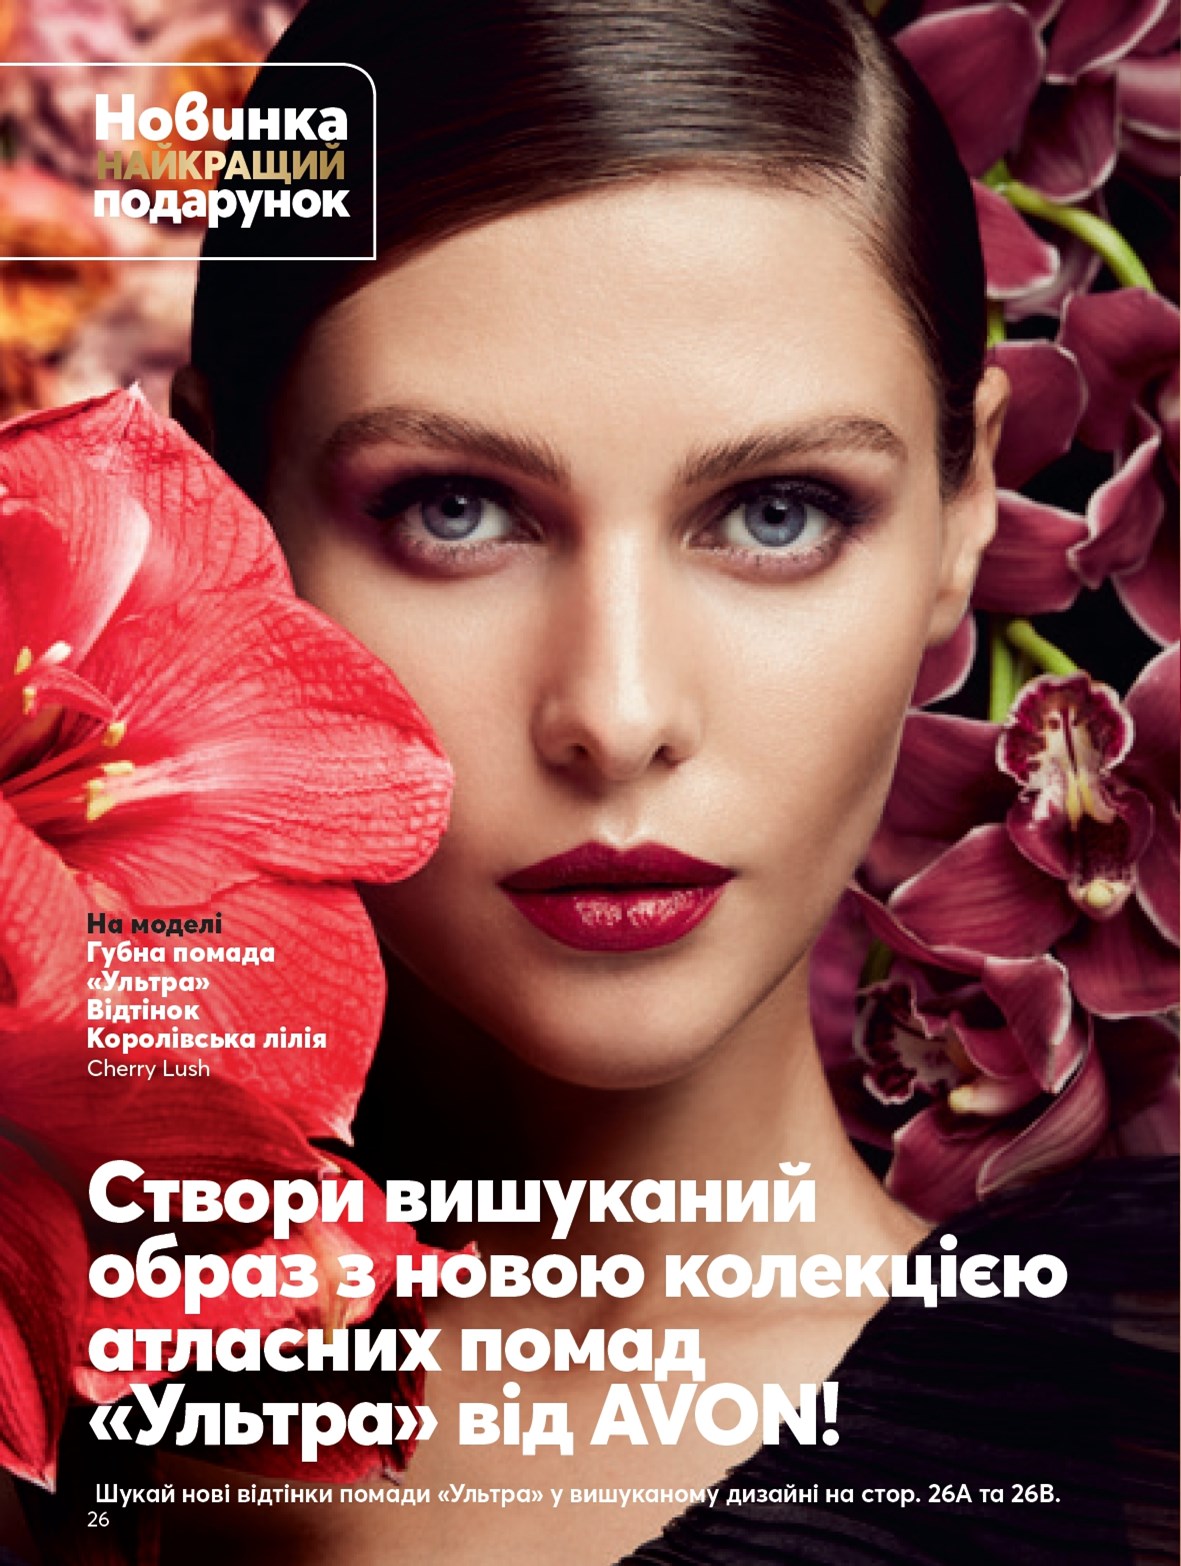 Новинка
НАЙКРАЩИЙ
подарунок
На моделі
Губна помада
«Ультра»
Відтінок
Королівська лілія
Cherry Lush
Створи вишуканий
образ з новою колекцією
атласних помад
«Ультра» від AVON!
Шукай нові відтінки помади «Ультра» у вишуканому дизайні на стор. 26А та 26В.
26